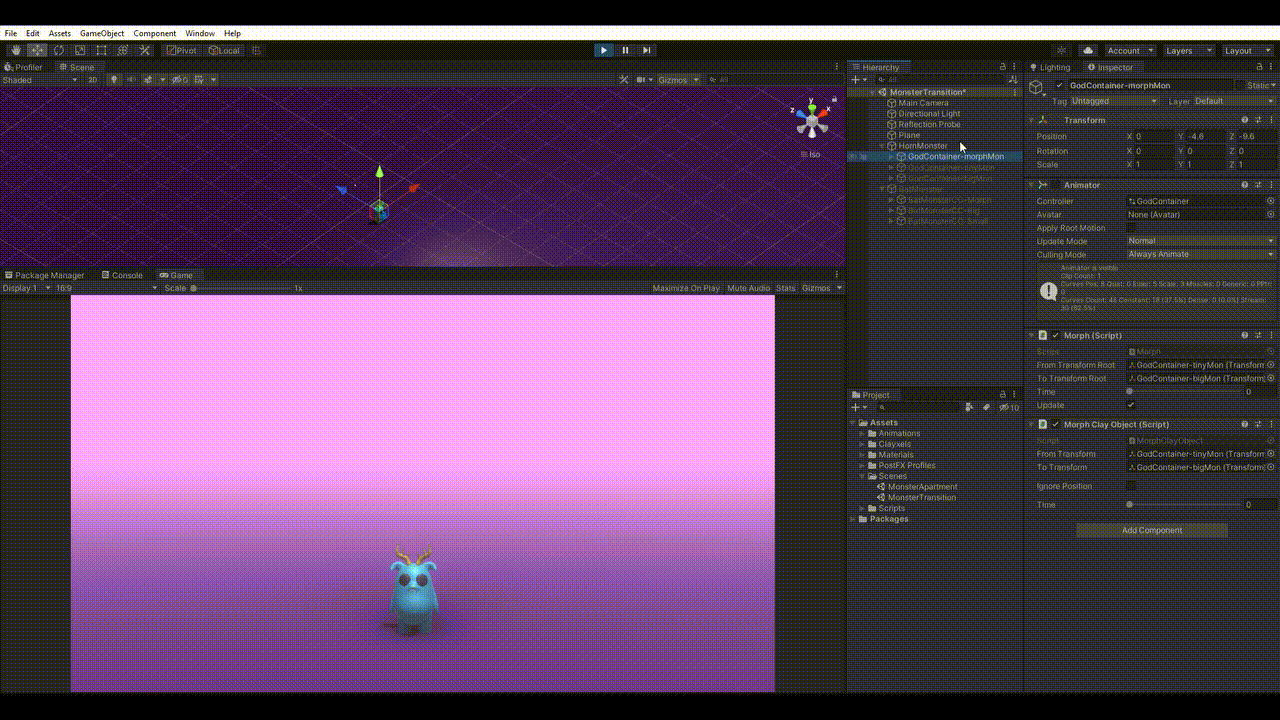 File Edit Assets GameObject Component Window Help
Pivot Local Account Layers Layout
Profiler Scene
Shaded 2D 0 Gizmos All
y
z x
Iso
Package Manager Console Game
Display 1 16:9 Scale 1x Maximize On Play Mute Audio Stats Gizmos
Hierarchy
All
MonsterTransition*
Main Camera
Directional Light
Reflection Probe
Plane
HornMonster
GodContainer-morphMon
GodContainer-tinyMon
GodContainer-bigMon
BatMonster
BatMonsterCC-Morph
BatMonsterCC-Big
BatMonsterCC-Small
Project
10
Assets
Animations
Clayxels
Materials
PostFX Profiles
Scenes
MonsterApartment
MonsterTransition
Scripts
Packages
Lighting Inspector
GodContainer-morphMon Static
Tag Untagged Layer Default
Transform
Position X 0 Y -4.6 Z -9.6
Rotation X 0 Y 0 Z 0
Scale X 1 Y 1 Z 1
Animator
Controller GodContainer
Avatar None (Avatar)
Apply Root Motion
Update Mode Normal
Culling Mode Always Animate
Animator is visible
Clip Count: 1
Curves Pos: 8 Quat: 0 Euler: 5 Scale: 3 Muscles: 0 Generic: 0 PPtr:
0
Curves Count: 48 Constant: 18 (37.5%) Dense: 0 (0.0%) Stream:
30 (62.5%)
Morph (Script)
Script Morph
From Transform Root GodContainer-tinyMon (Transform
To Transform Root GodContainer-bigMon (Transform)
Time 0
Update
Morph Clay Object (Script)
Script MorphClayObject
From Transform GodContainer-tinyMon (Transform
To Transform GodContainer-bigMon (Transform)
Ignore Position
Time 0
Add Component